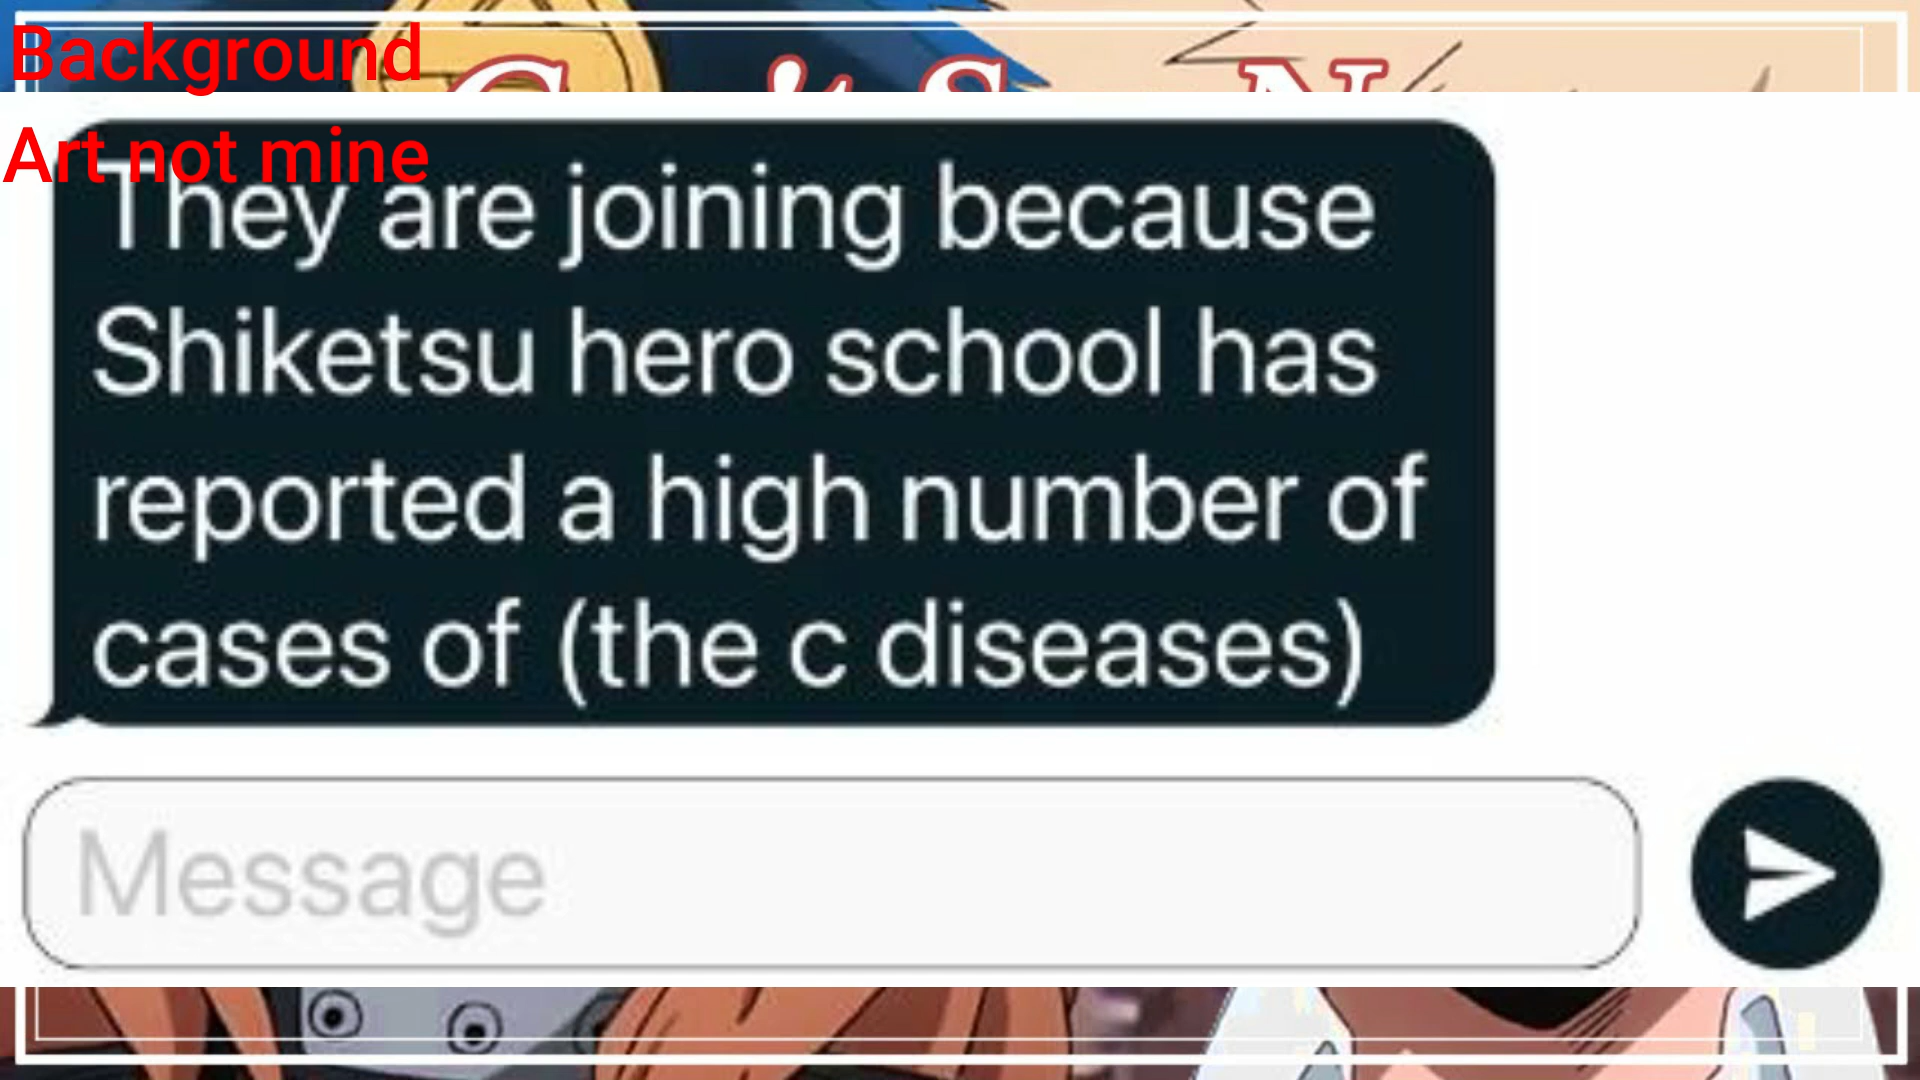 Background
Art not mine
They are joining because
Shiketsu hero school has
reported a high number of
cases of (the c diseases)
Message